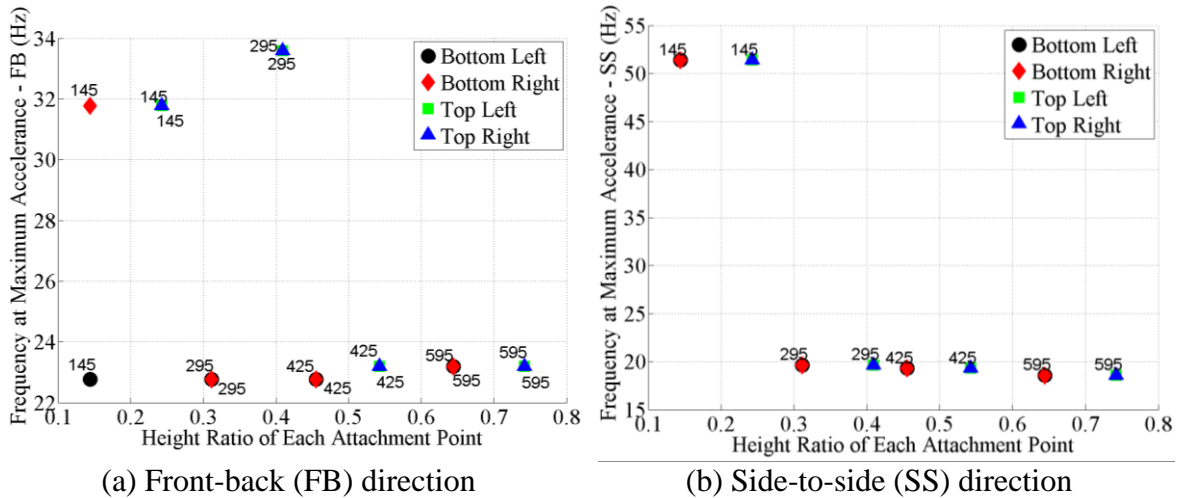 Frequency at Maximum Accelerance - FB (Hz)
34
32
30
28
26
24
22
0.1 0.2 0.3 0.4 0.5 0.6 0.7 0.8
Height Ratio of Each Attachment Point
Bottom Left
Bottom Right
Top Left
Top Right
295
295
145
145
145
145
295
295
425
425
425
425
595
595
595
595
(a) Front-back (FB) direction
Frequency at Maximum Accelerance - SS (Hz)
55
50
45
40
35
30
25
20
15
0.1 0.2 0.3 0.4 0.5 0.6 0.7 0.8
Height Ratio of Each Attachment Point
Bottom Left
Bottom Right
Top Left
Top Right
145
145
295
295
425
425
595
595
(b) Side-to-side (SS) direction